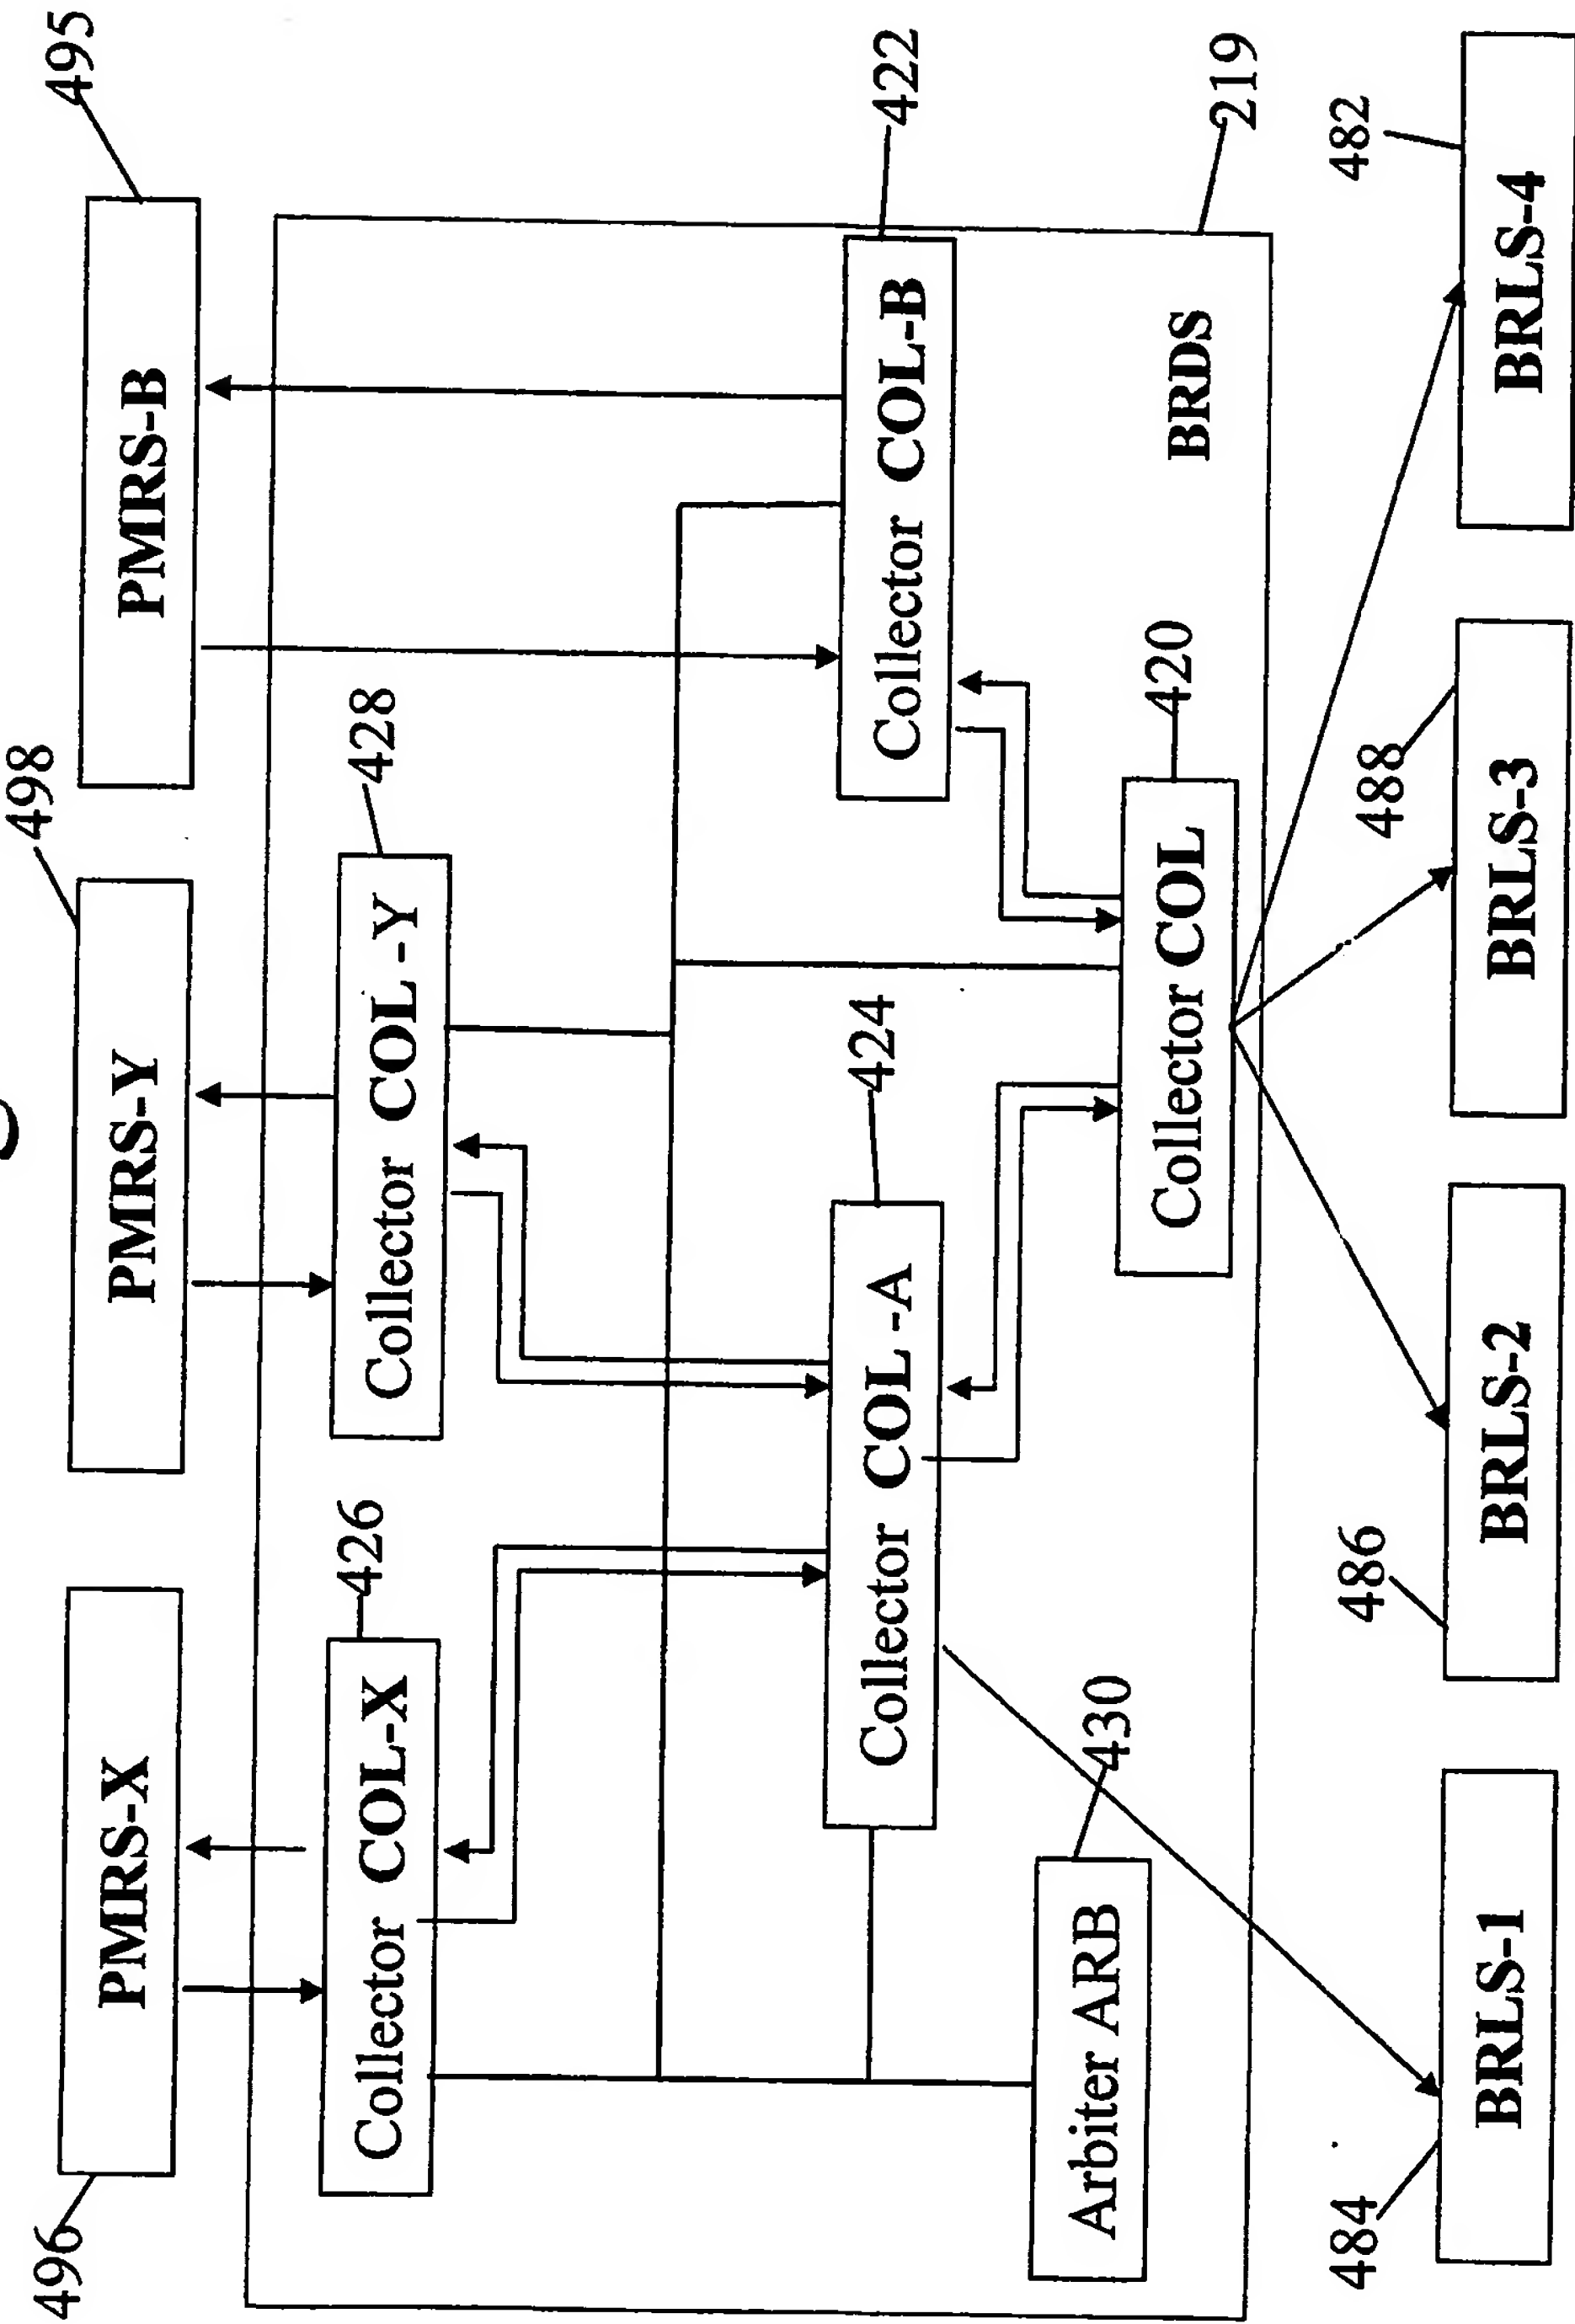 496
498
495
PMRS-X
PMRS-Y
PMRS-B
426
428
Collector COL-X
Collector COL -Y
424
422
Collector COL -A
Collector COL-B
430
420
Arbiter ARB
Collector COL
BRDS
219
484
486
488
482
BRLS-1
BRLS-2
BRLS-3
BRLS-4